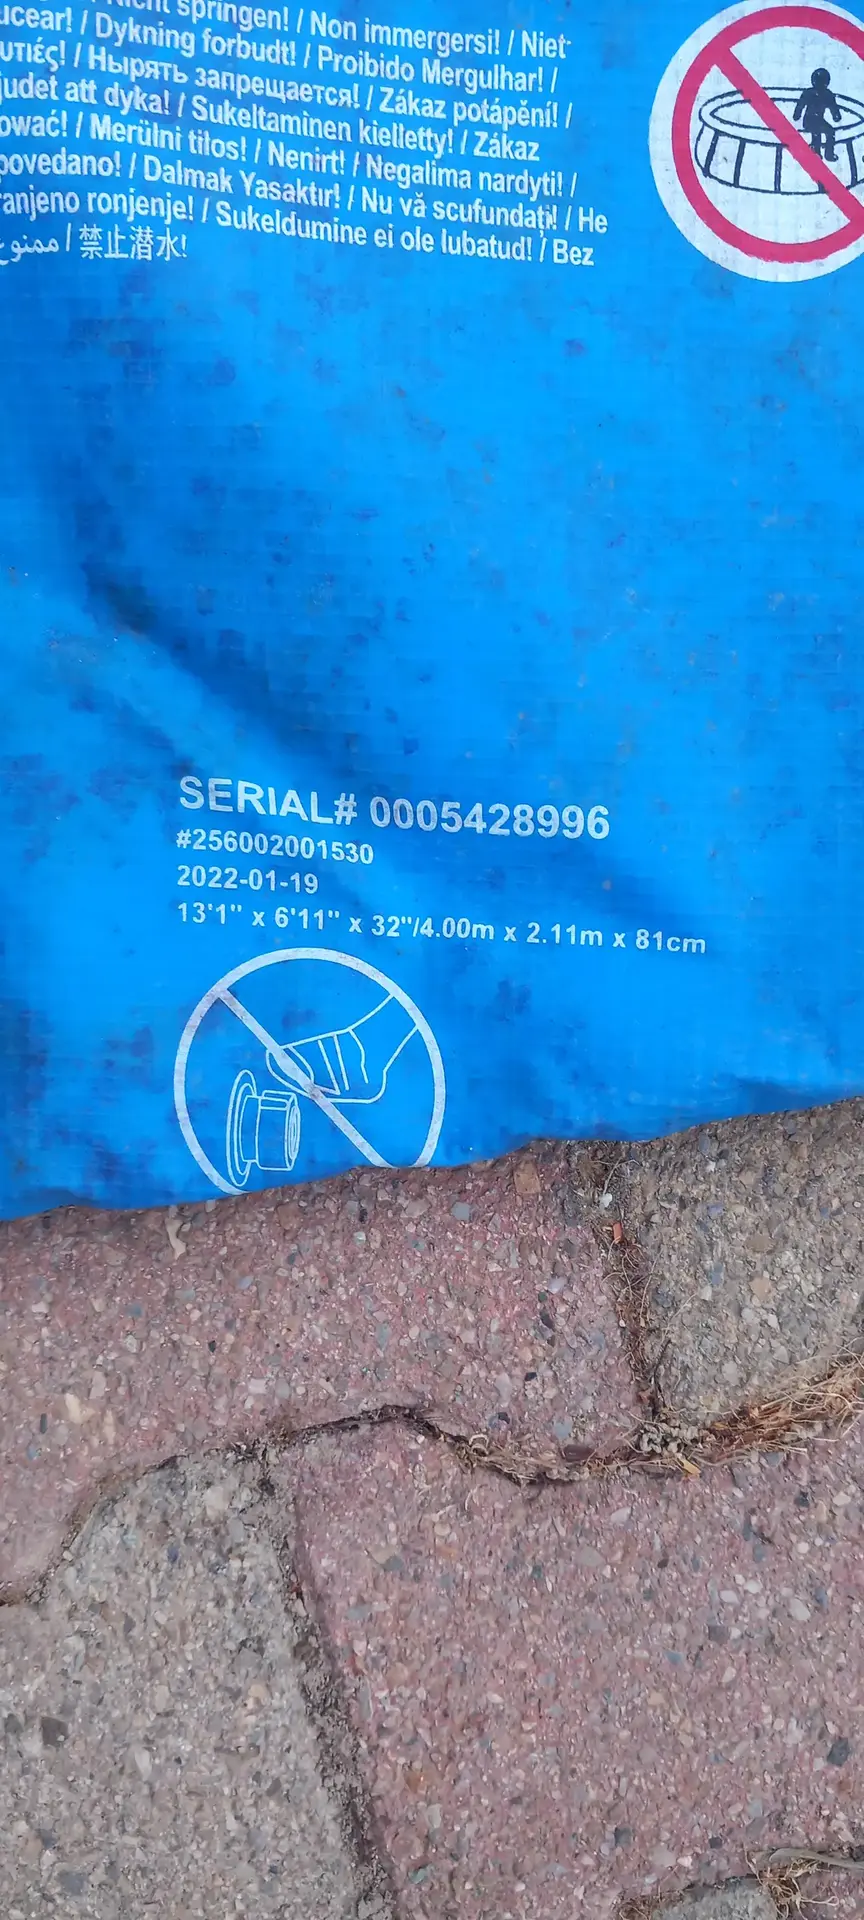 springen! / Non immergersi! / Niet
ucear! / Dykning forbudt! / Proibido Mergulhar! /
υτιές! / Нырять запрещается! / Zákaz potápění! /
judet att dyka! / Sukeltaminen kielletty! / Zákaz
ować! / Merülni tilos! / Nenirt! / Negalima nardyti! /
povedano! / Dalmak Yasaktır! / Nu vă scufundați! / Не
ranjeno ronjenje! / Sukeldumine ei ole lubatud! / Bez
ممنوع / 禁止潜水!
SERIAL# 0005428996
#256002001530
2022-01-19
13'1" x 6'11" x 32"/4.00m x 2.11m x 81cm